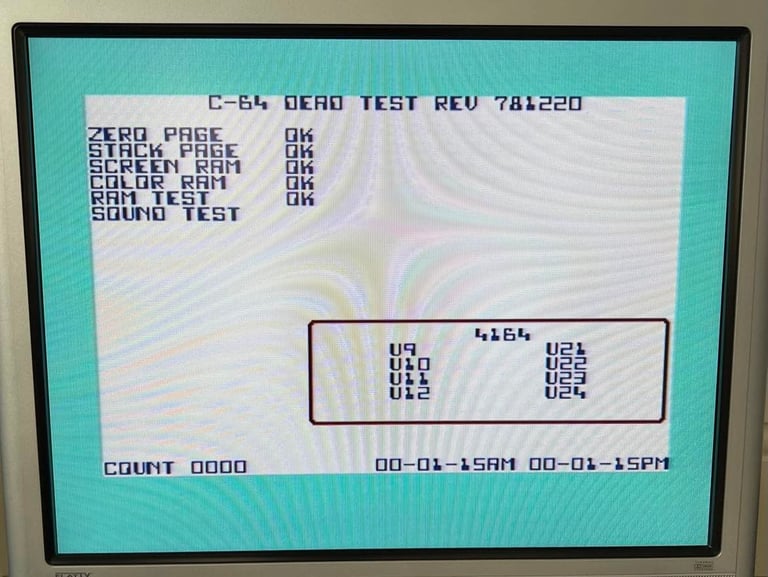 C-64 DEAD TEST REV 781220
ZERO PAGE OK
STACK PAGE OK
SCREEN RAM OK
COLOR RAM OK
RAM TEST OK
SOUND TEST
4164
U9 U21
U10 U22
U11 U23
U12 U24
COUNT 0000 00-01-15AM 00-01-15PM